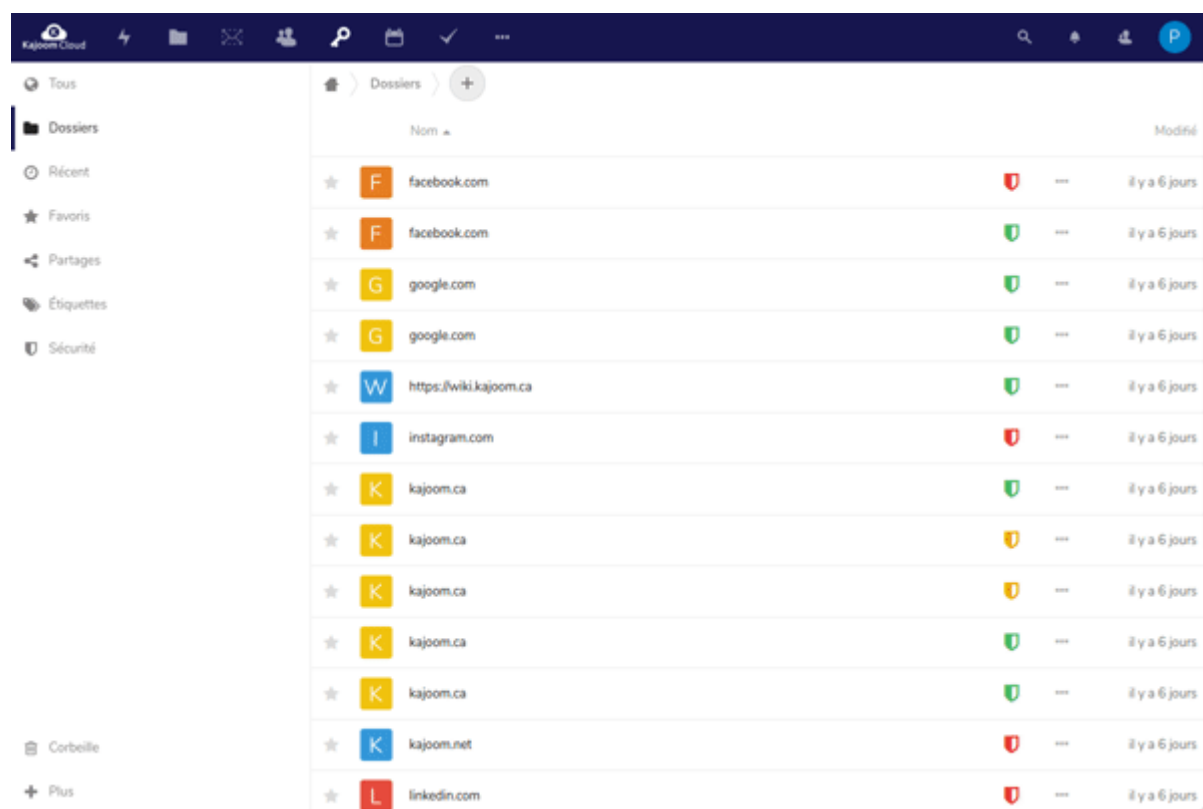 Kajoom Cloud
P
Tous
Dossiers
Récent
Favoris
Partages
Étiquettes
Sécurité
Corbeille
Plus
Dossiers +
Nom Modifié
F facebook.com il y a 6 jours
F facebook.com il y a 6 jours
G google.com il y a 6 jours
G google.com il y a 6 jours
W https://wiki.kajoom.ca il y a 6 jours
I instagram.com il y a 6 jours
K kajoom.ca il y a 6 jours
K kajoom.ca il y a 6 jours
K kajoom.ca il y a 6 jours
K kajoom.ca il y a 6 jours
K kajoom.ca il y a 6 jours
K kajoom.net il y a 6 jours
L linkedin.com il y a 6 jours